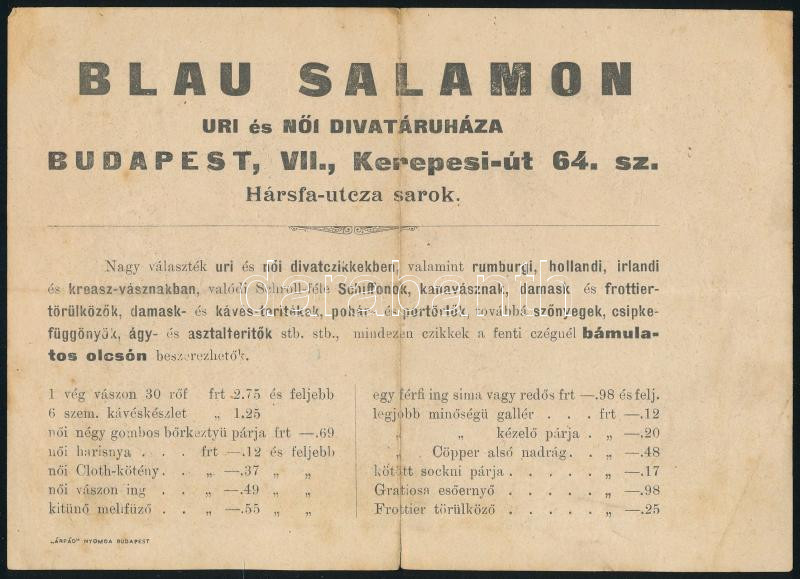 BLAU SALAMON
URI és NŐI DIVATÁRUHÁZA
BUDAPEST, VII., Kerepesi-út 64. sz.
Hársfa-utcza sarok.
Nagy választék uri és női divatczikkekben, valamint rumburgi, hollandi, irlandi
és kreasz-vásznakban, valódi Schroll-féle Schiffonok, kanavásznak, damask és frottier-
törülközők, damask- és kávés-teritékek, pohár- és portörlők, továbbá szőnyegek, csipke-
függönyök, ágy- és asztalteritők stb. stb., mindezen czikkek a fenti czégnél bámula-
tos olcsón beszerezhetők.
1 vég vászon 30 rőf frt 2.75 és feljebb
6 szem. kávéskészlet „ 1.25
női négy gombos bőrkeztyü párja frt —.69
női harisnya . . . frt —.12 és feljebb
női Cloth-kötény . . „ —.37 „ „
női vászon ing . . „ —.49 „ „
kitünő melifüző . . „ —.55 „ „
egy férfi ing sima vagy redős frt —.98 és felj.
legjobb minőségü gallér . . . frt —.12
„ „ kézelő párja . „ —.20
„ Cöpper alsó nadrág . . „ —.48
kötött sockni párja . . . . . „ —.17
Gratiosa esőernyő . . . . . „ —.98
Frottier törülköző . . . . . „ —.25
„ÁRPÁD" NYOMDA BUDAPEST
darabanth